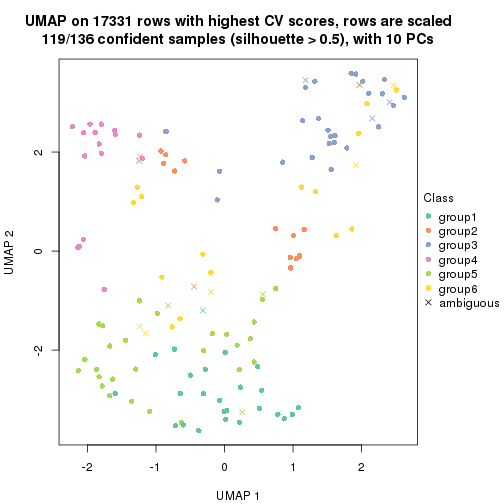 UMAP on 17331 rows with highest CV scores, rows are scaled
119/136 confident samples (silhouette > 0.5), with 10 PCs
UMAP 2
2
0
-2
-2
-1
0
1
2
UMAP 1
Class
group1
group2
group3
group4
group5
group6
ambiguous